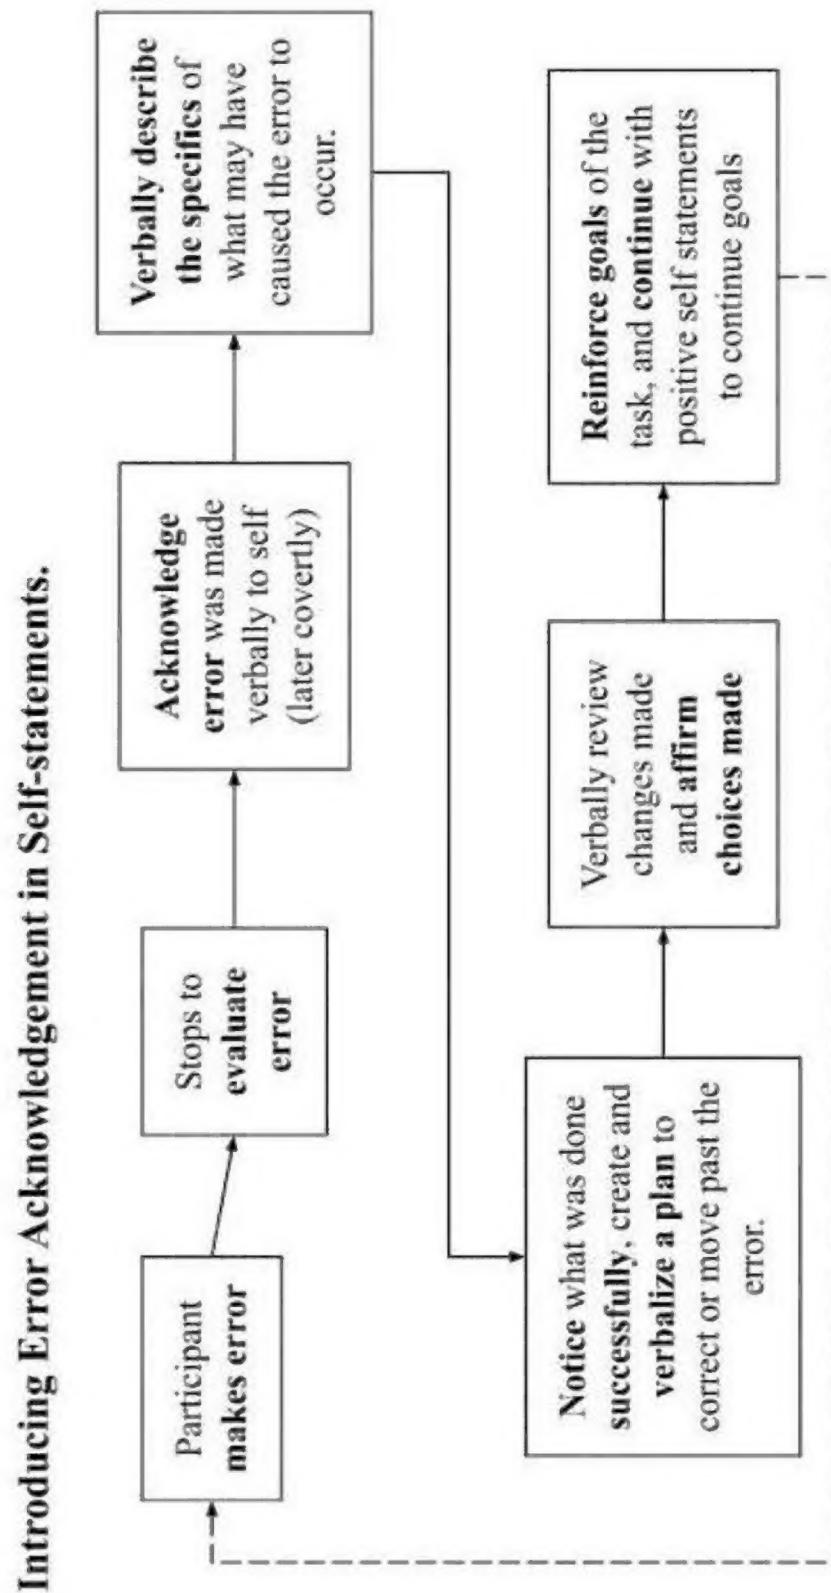 Introducing Error Acknowledgement in Self-statements.
Participant
makes error
Stops to
evaluate
error
Acknowledge
error was made
verbally to self
(later covertly)
Verbally describe
the specifics of
what may have
caused the error to
occur.
Notice what was done
successfully, create and
verbalize a plan to
correct or move past the
error.
Verbally review
changes made
and affirm
choices made
Reinforce goals of the
task, and continue with
positive self statements
to continue goals